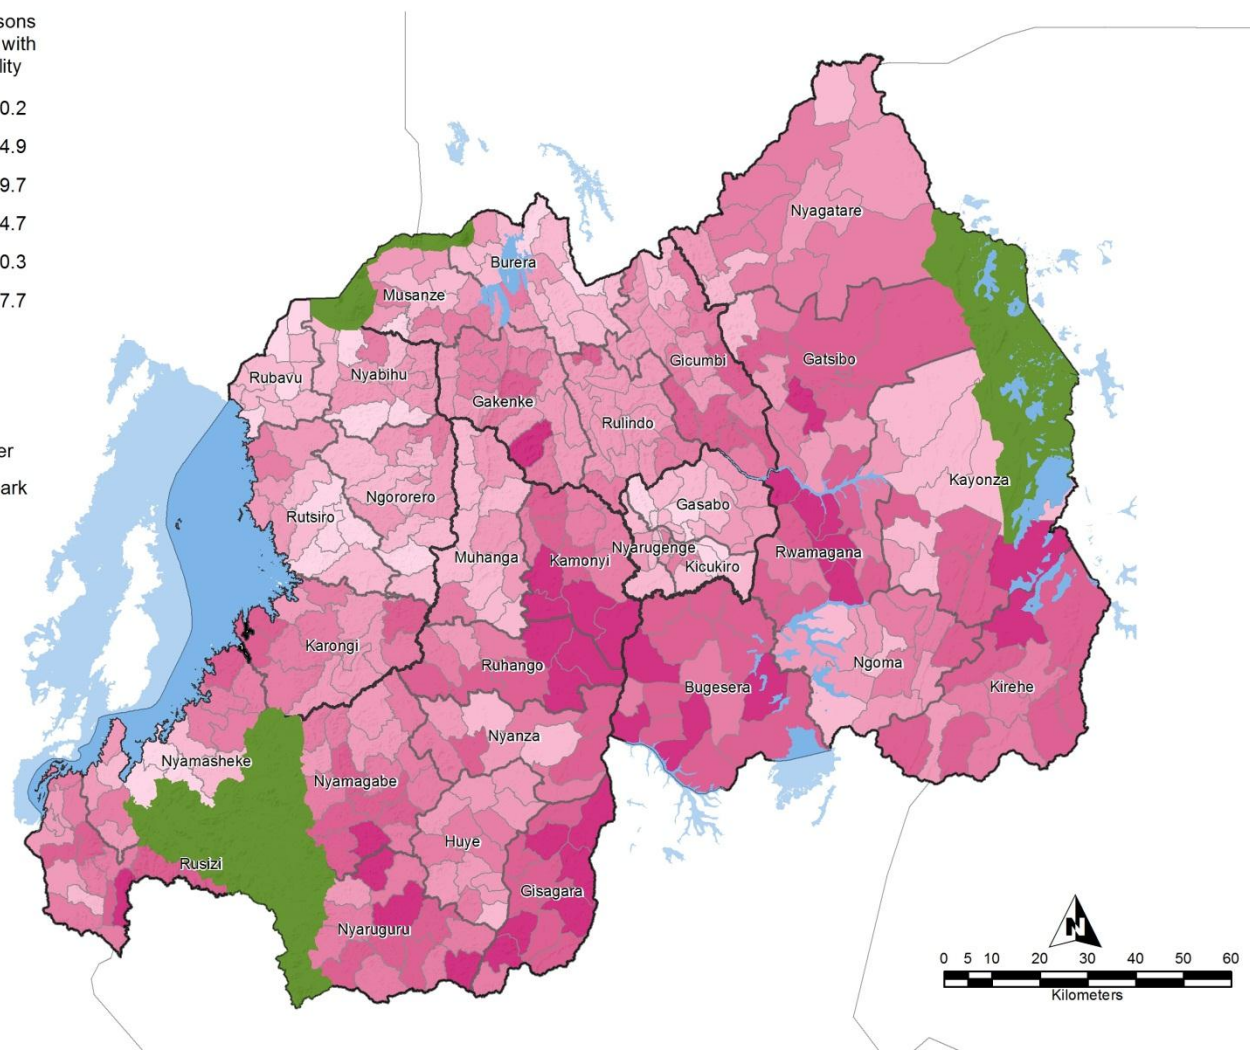 sons
with
lity
0.2
4.9
9.7
4.7
0.3
7.7
er
ark
Nyagatare
Burera
Musanze
Gatsibo
Gicumbi
Rubavu
Nyabihu
Gakenke
Rulindo
Kayonza
Ngororero
Gasabo
Rutsiro
Nyarugenge
Rwamagana
Muhanga
Kamonyi
Kicukiro
Karongi
Ruhango
Ngoma
Bugesera
Kirehe
Nyanza
Nyamasheke
Nyamagabe
Huye
Rusizi
Gisagara
Nyaruguru
N
0 5 10 20 30 40 50 60
Kilometers